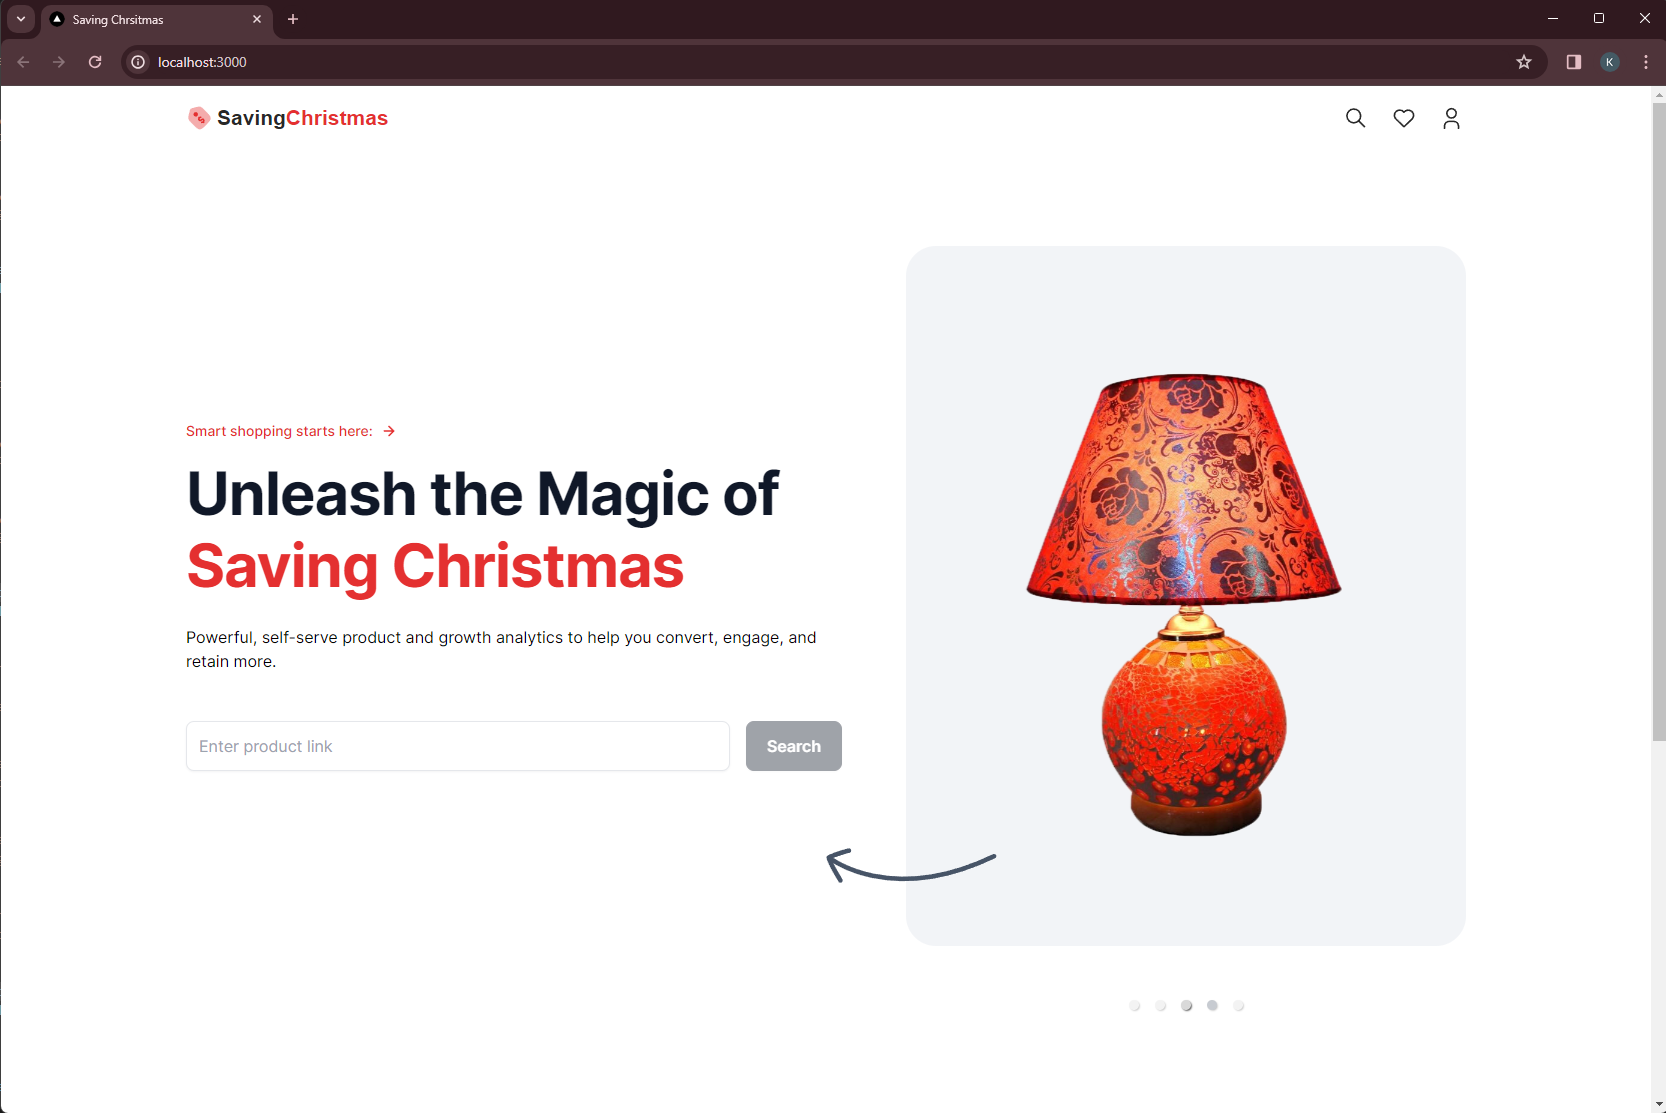 Saving Chrsitmas
localhost:3000
K
SavingChristmas
Smart shopping starts here:
Unleash the Magic of
Saving Christmas
Powerful, self-serve product and growth analytics to help you convert, engage, and
retain more.
Enter product link
Search